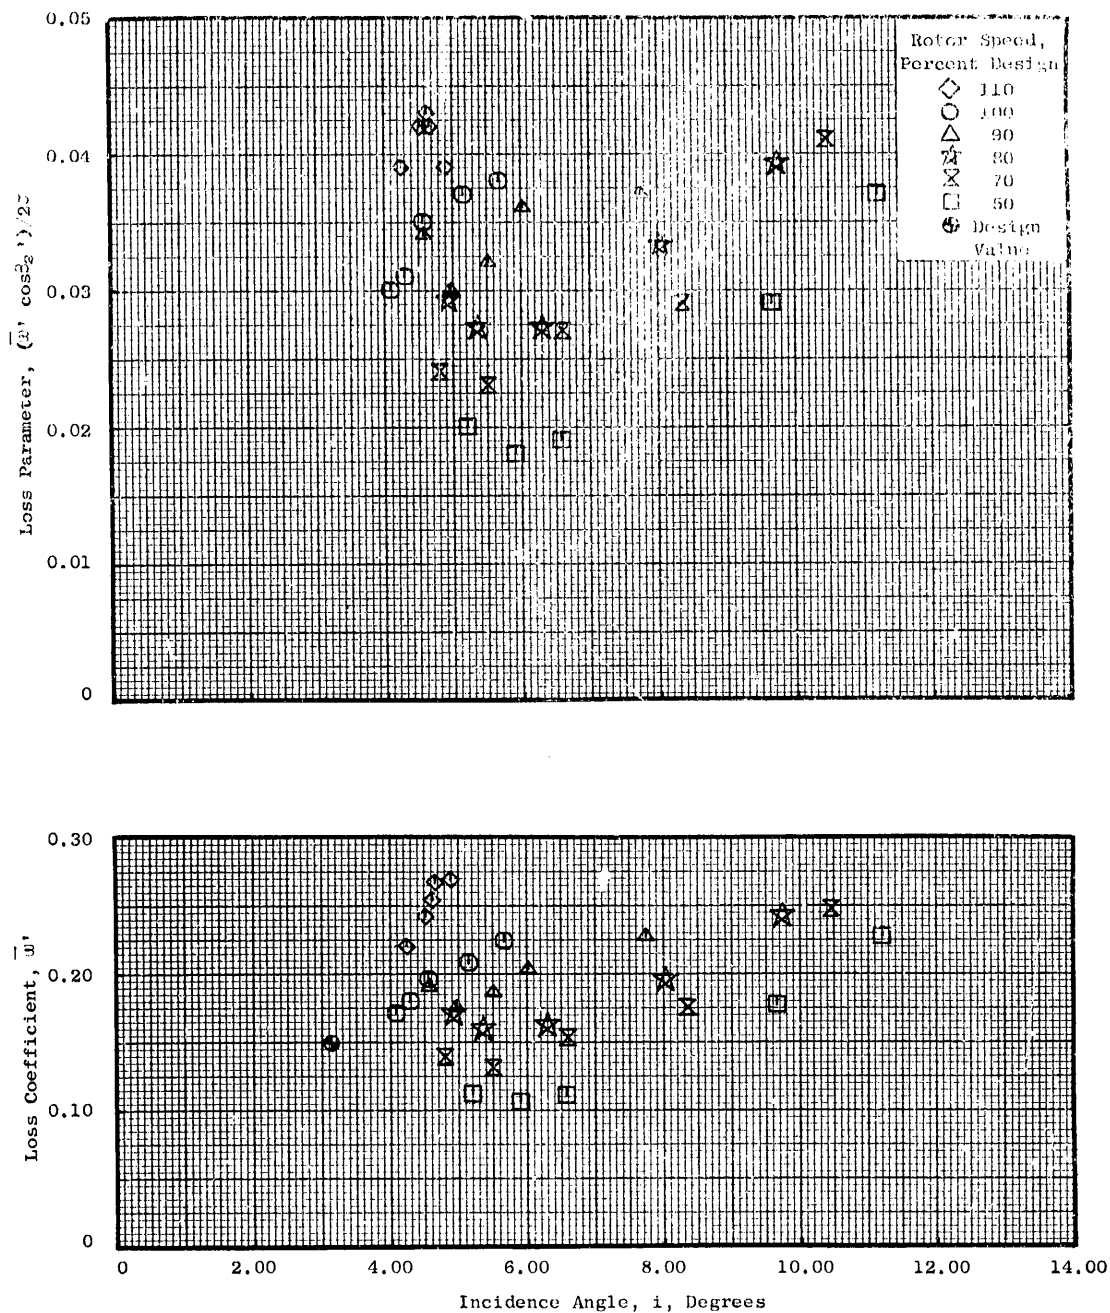 0.05
0.04
0.03
0.02
0.01
0
Loss Parameter, (ω̅' cosβ₂')/2σ
Rotor Speed,
Percent Design
110
100
90
80
70
50
Design
Value
0.30
0.20
0.10
0
Loss Coefficient, ω̅'
0 2.00 4.00 6.00 8.00 10.00 12.00 14.00
Incidence Angle, i, Degrees